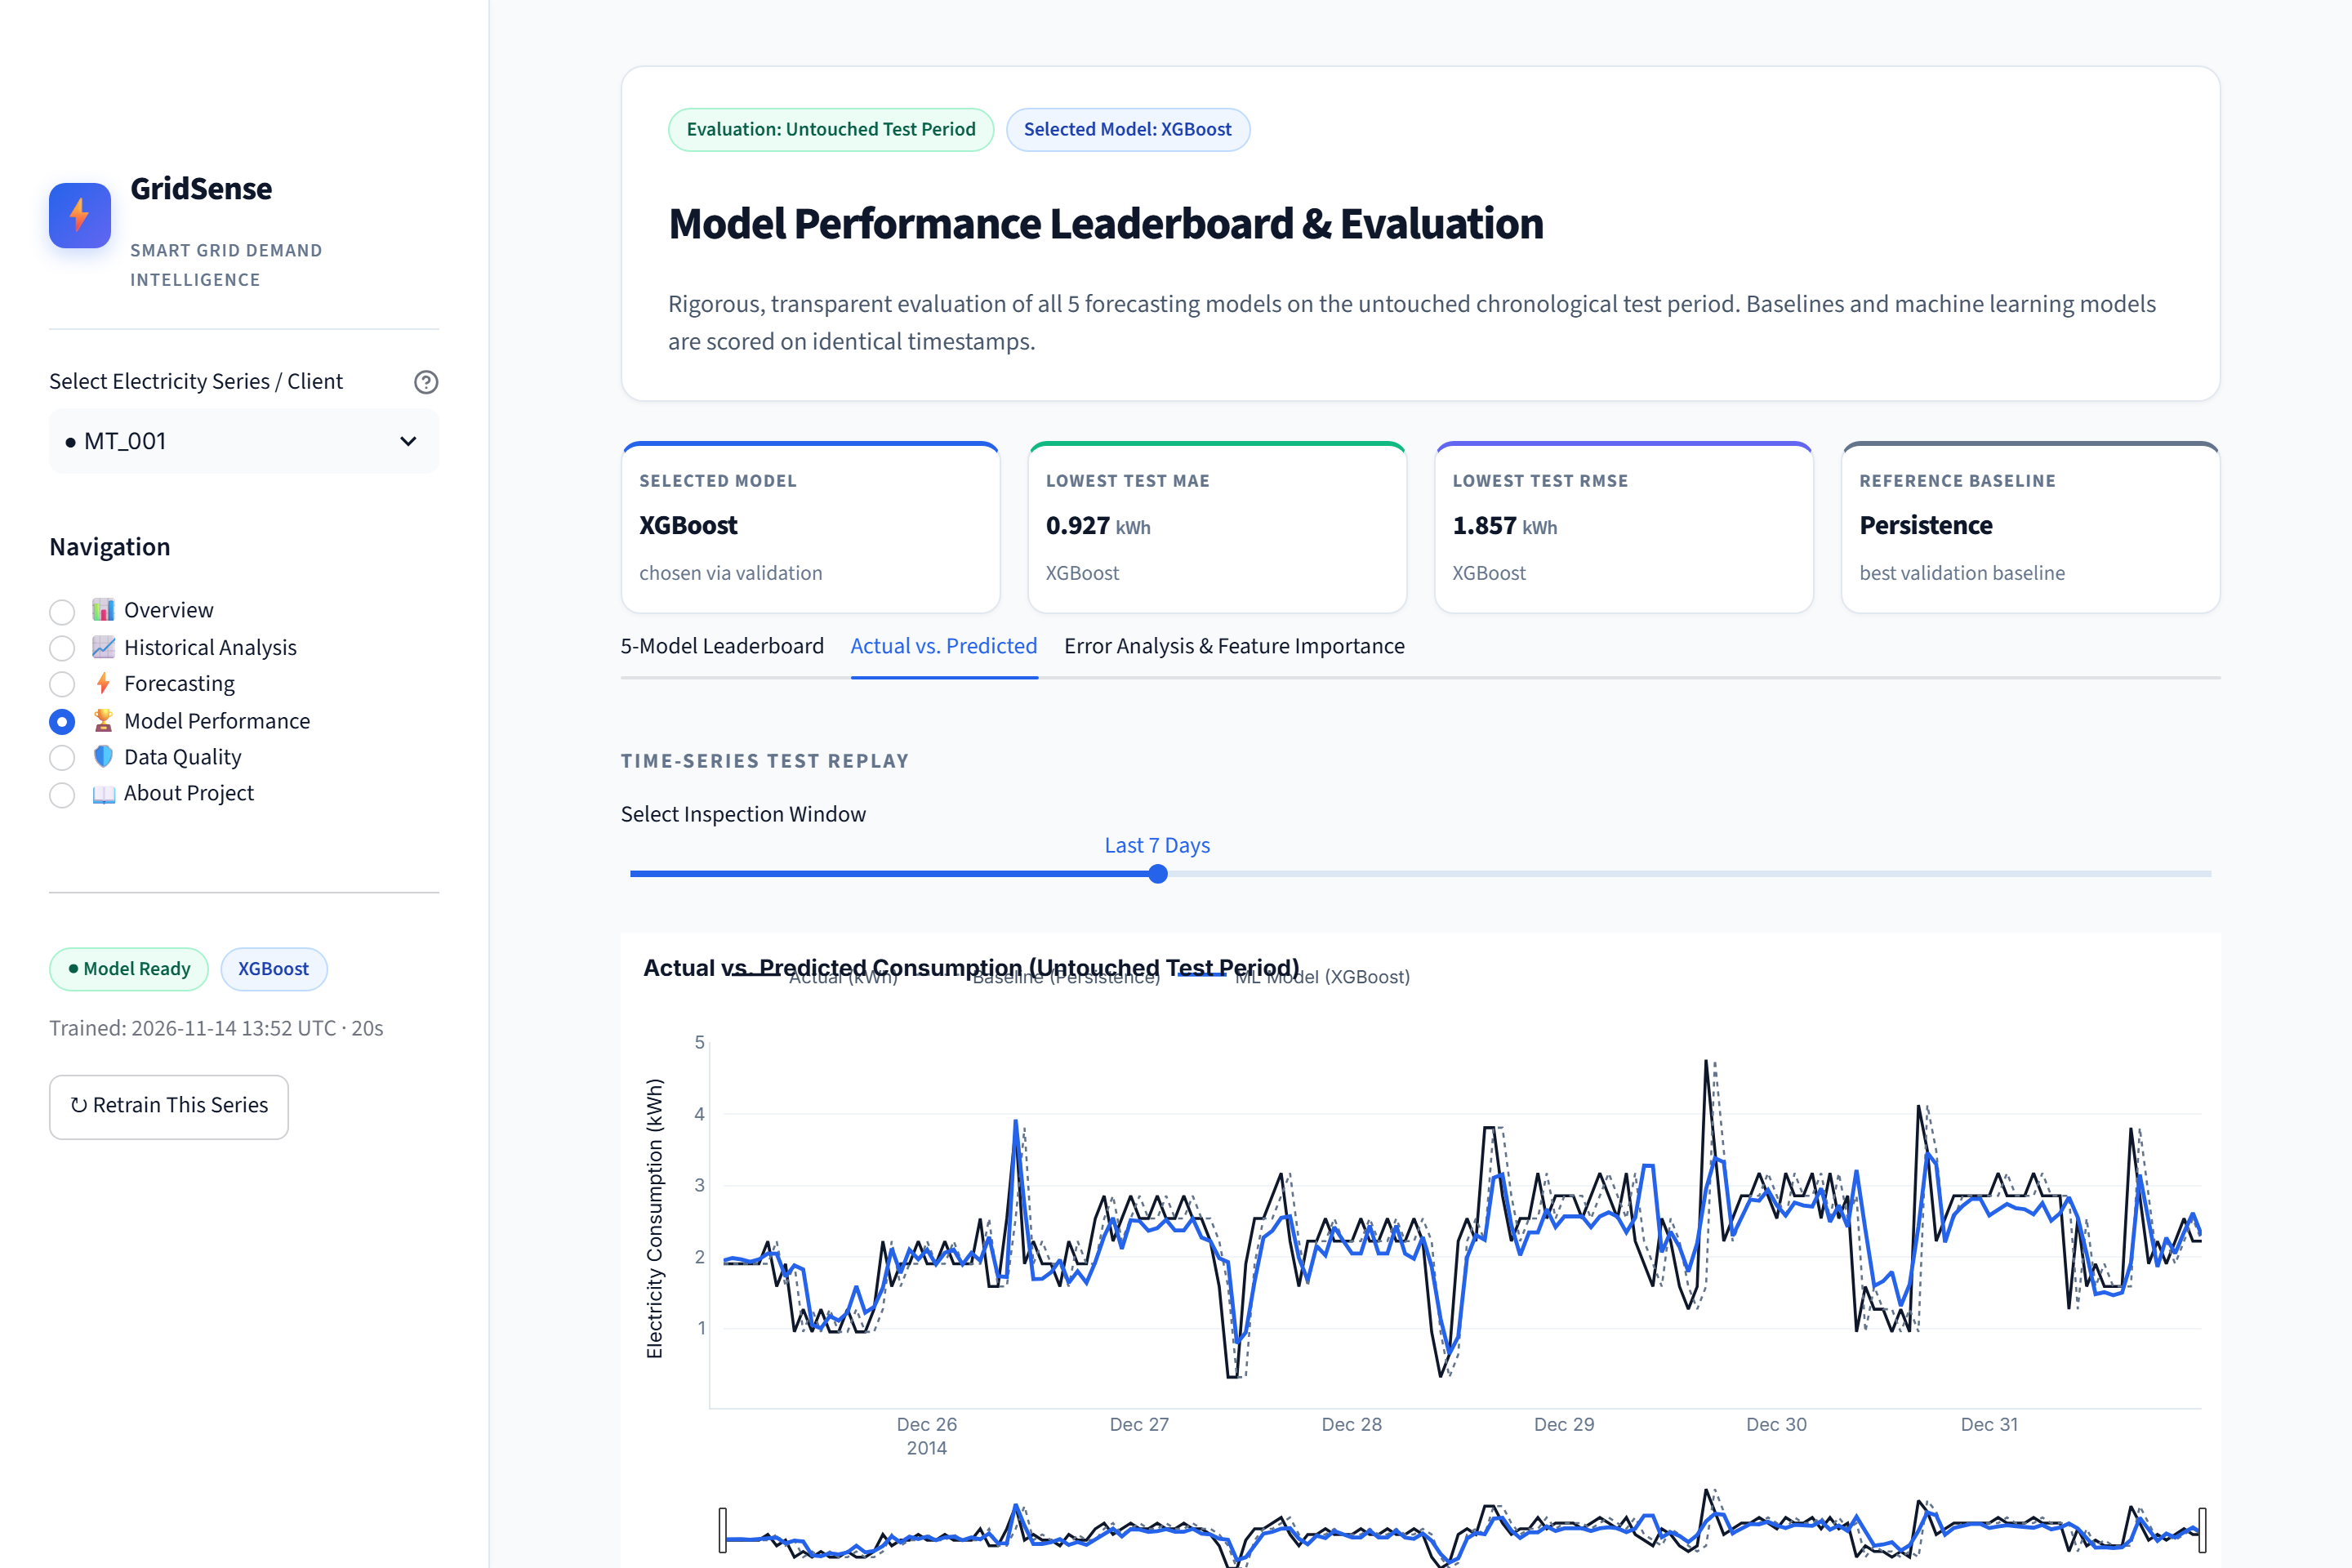 GridSense
SMART GRID DEMAND
INTELLIGENCE
Select Electricity Series / Client
● MT_001
Navigation
Overview
Historical Analysis
Forecasting
Model Performance
Data Quality
About Project
● Model Ready
XGBoost
Trained: 2026-11-14 13:52 UTC · 20s
↻ Retrain This Series
Evaluation: Untouched Test Period
Selected Model: XGBoost
Model Performance Leaderboard & Evaluation
Rigorous, transparent evaluation of all 5 forecasting models on the untouched chronological test period. Baselines and machine learning models
are scored on identical timestamps.
SELECTED MODEL
XGBoost
chosen via validation
LOWEST TEST MAE
0.927 kWh
XGBoost
LOWEST TEST RMSE
1.857 kWh
XGBoost
REFERENCE BASELINE
Persistence
best validation baseline
5-Model Leaderboard
Actual vs. Predicted
Error Analysis & Feature Importance
TIME-SERIES TEST REPLAY
Select Inspection Window
Last 7 Days
Actual vs. Predicted Consumption (Untouched Test Period)
Actual (kWh)
Baseline (Persistence)
ML Model (XGBoost)
Electricity Consumption (kWh)
5
4
3
2
1
Dec 26
2014
Dec 27
Dec 28
Dec 29
Dec 30
Dec 31